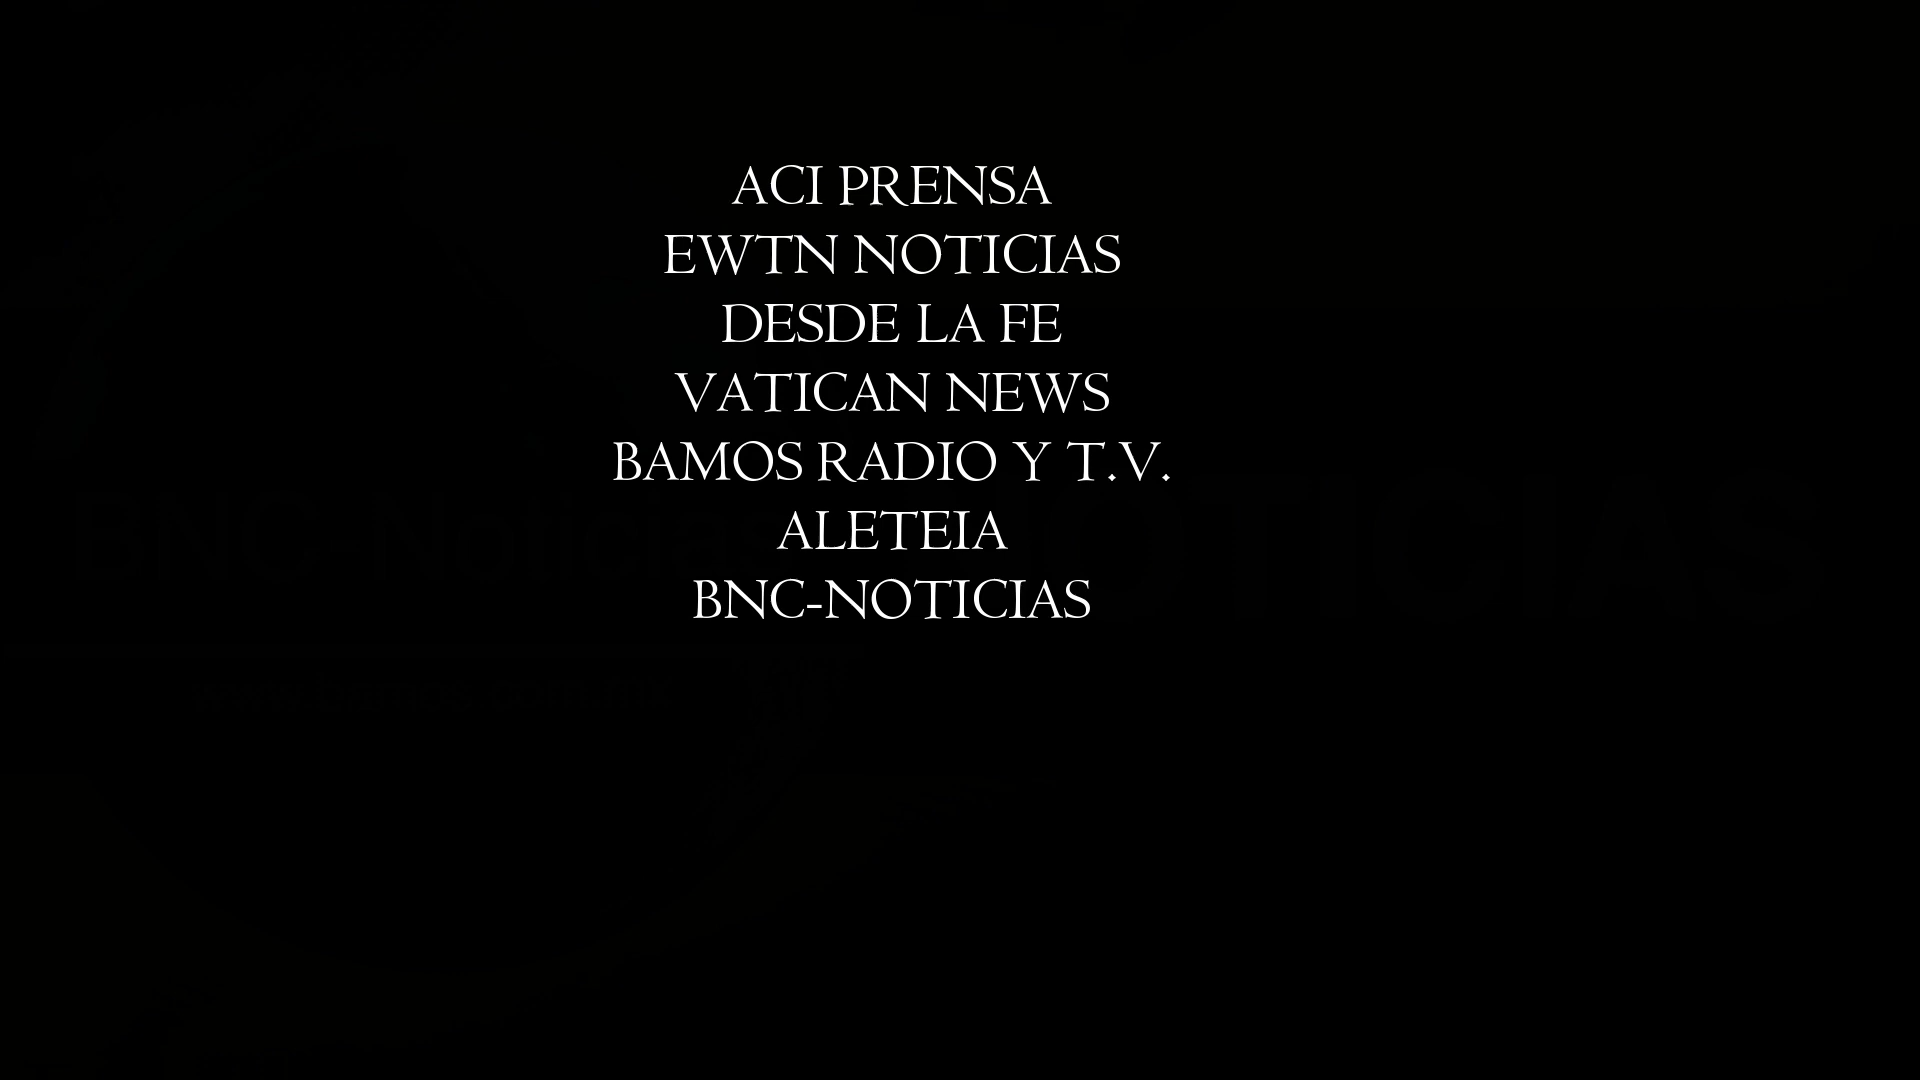 ACI PRENSA
EWTN NOTICIAS
DESDE LA FE
VATICAN NEWS
BAMOS RADIO Y T.V.
ALETEIA
BNC-NOTICIAS